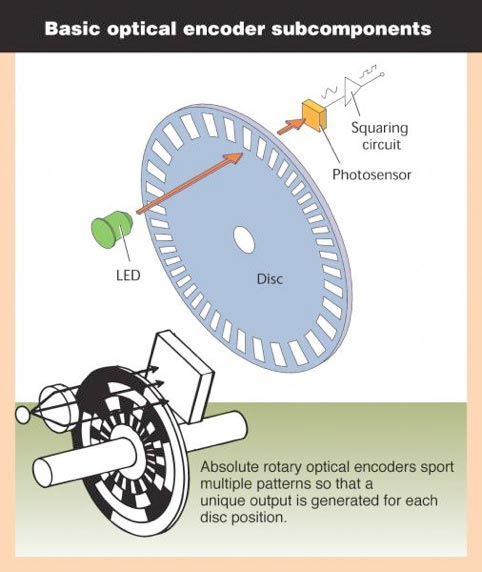 Basic optical encoder subcomponents
Squaring
circuit
Photosensor
LED
Disc
Absolute rotary optical encoders sport
multiple patterns so that a
unique output is generated for each
disc position.